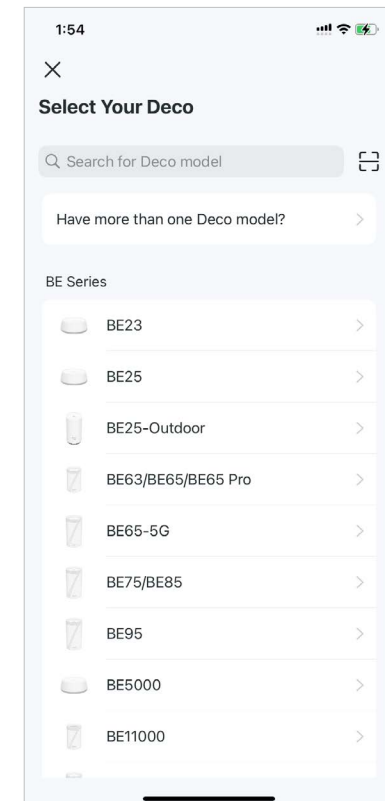 1:54
Select Your Deco
Search for Deco model
Have more than one Deco model?
BE Series
BE23
BE25
BE25-Outdoor
BE63/BE65/BE65 Pro
BE65-5G
BE75/BE85
BE95
BE5000
BE11000